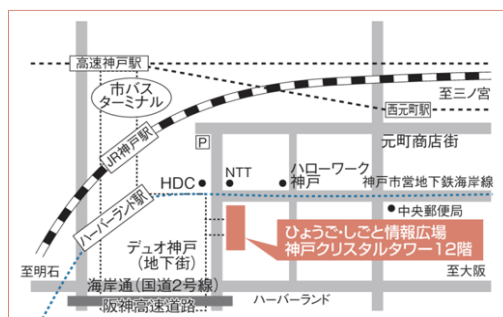 高速神戸駅
市バス
ターミナル
至三ノ宮
西元町駅
元町商店街
JR神戸駅
P
HDC
NTT
ハローワーク
神戸
神戸市営地下鉄海岸線
ハーバーランド駅
中央郵便局
ひょうご・しごと情報広場
神戸クリスタルタワー12階
デュオ神戸
(地下街)
至明石
至大阪
海岸通(国道2号線)
阪神高速道路
ハーバーランド